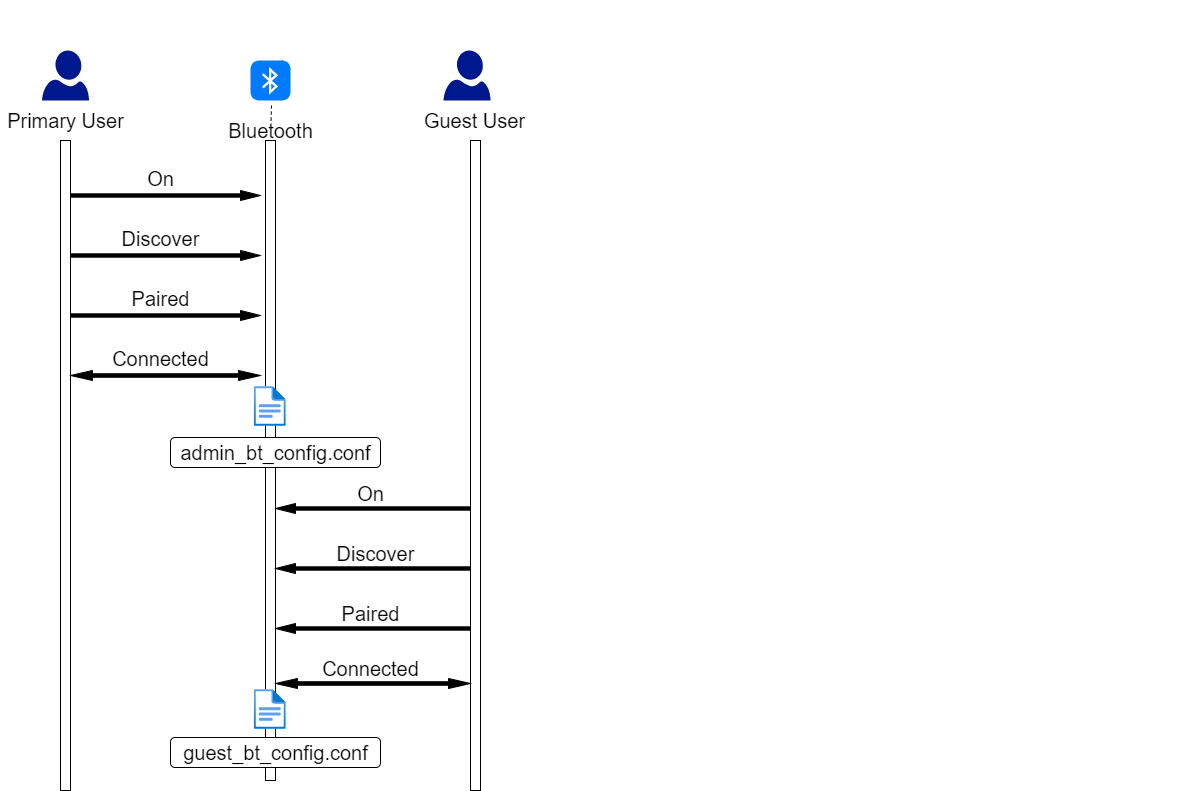 Primary User
Bluetooth
Guest User
On
Discover
Paired
Connected
admin_bt_config.conf
On
Discover
Paired
Connected
guest_bt_config.conf